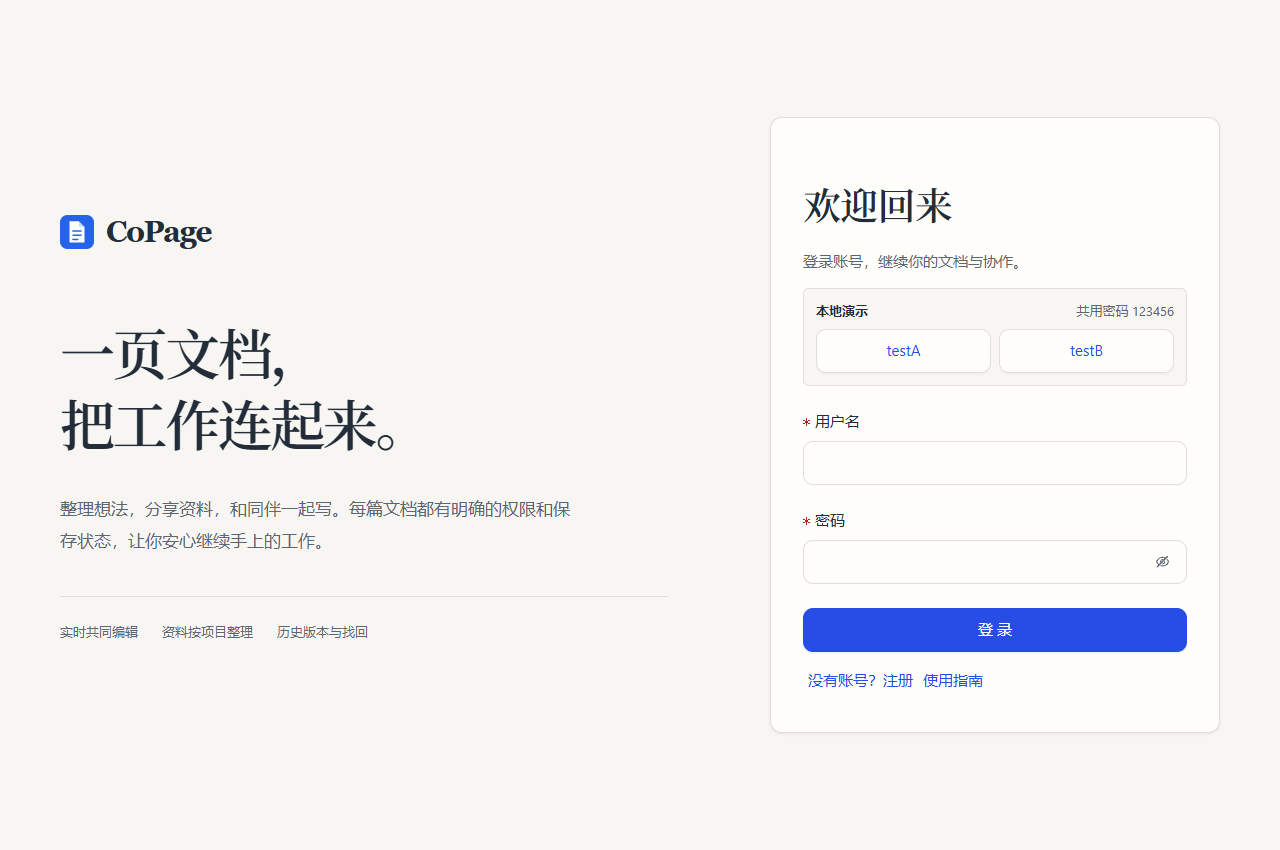 CoPage
一页文档，
把工作连起来。
整理想法，分享资料，和同伴一起写。每篇文档都有明确的权限和保
存状态，让你安心继续手上的工作。
实时共同编辑 资料按项目整理 历史版本与找回
欢迎回来
登录账号，继续你的文档与协作。
本地演示 共用密码 123456
testA testB
* 用户名
* 密码
登 录
没有账号？注册 使用指南